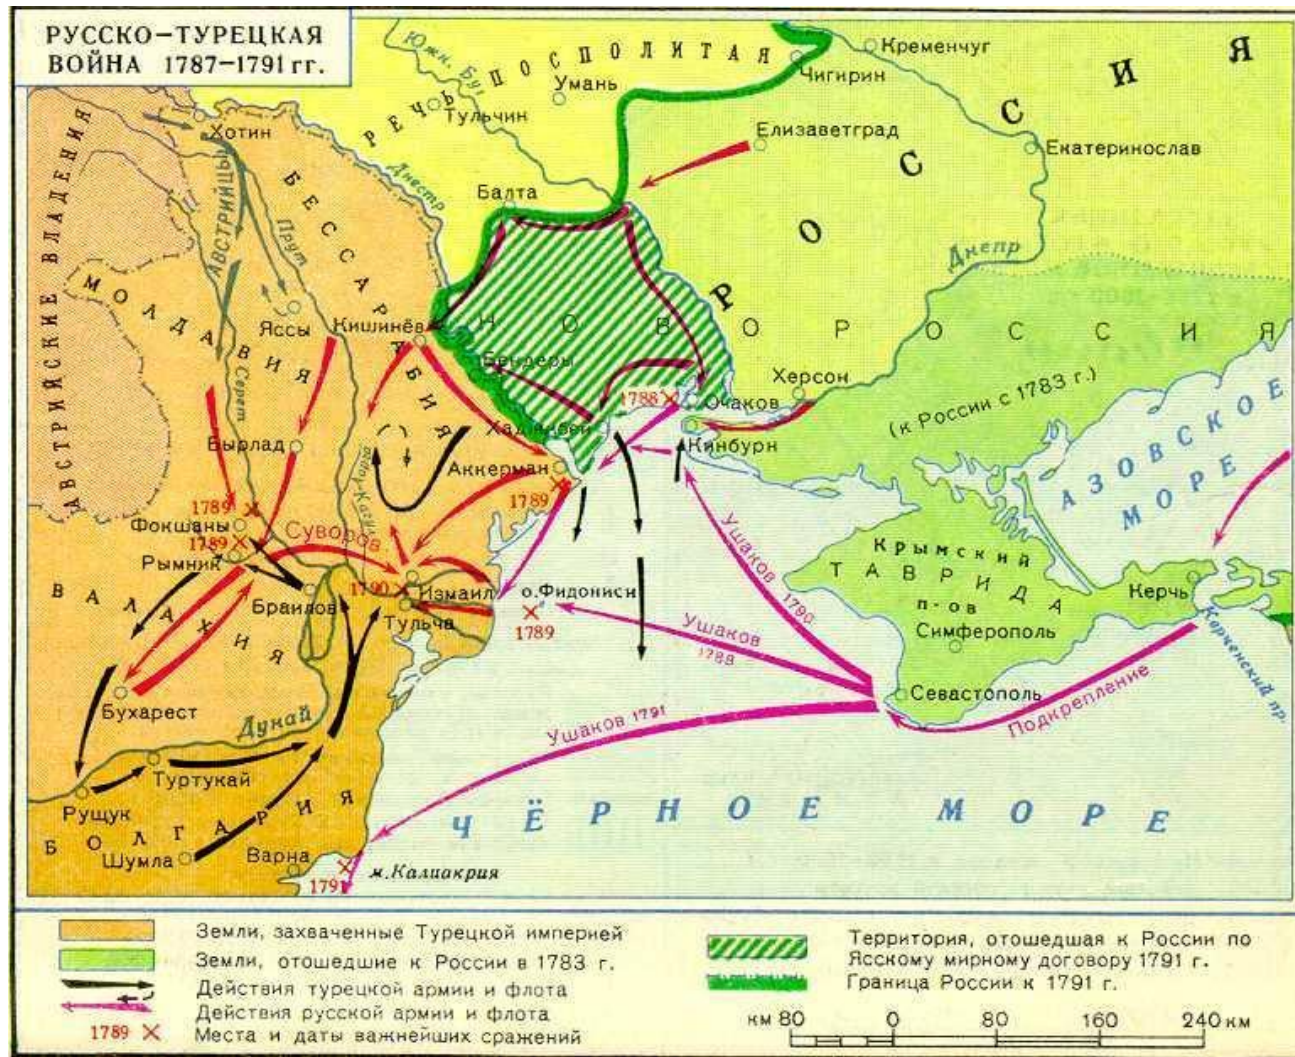 РУССКО-ТУРЕЦКАЯ
ВОЙНА 1787-1791 гг.
РЕЧЬ ПОСПОЛИТАЯ
РОССИЯ
Южн. Буг
Кременчуг
Чигирин
Умань
Тульчин
Хотин
Елизаветград
Екатеринослав
Днестр
Балта
АВСТРИЙСКИЕ ВЛАДЕНИЯ
АВСТРИЙЦЫ
БЕССАРАБИЯ
Прут
Днепр
МОЛДАВИЯ
Яссы
Кишинёв
НОВОРОССИЯ
Бендеры
Серет
Херсон
(к России с 1783 г.)
1788
Очаков
Хаджибей
Кинбурн
Бырлад
Аккерман
1789
АЗОВСКОЕ
МОРЕ
1789
Фокшаны
1789
Рымник
Суворов
1790
Измаил
Тульча
Браилов
о.Фидониси
1789
Ушаков
1790
Ушаков
1788
Крымский
ТАВРИДА
п-ов
Симферополь
Керчь
Керченский пр.
ВАЛАХИЯ
Бухарест
Дунай
Севастополь
Подкрепление
Ушаков 1791
Туртукай
Рущук
БОЛГАРИЯ
Шумла
Варна
1791
м.Калиакрия
ЧЁРНОЕ МОРЕ
Земли, захваченные Турецкой империей
Земли, отошедшие к России в 1783 г.
Действия турецкой армии и флота
Действия русской армии и флота
1789 Места и даты важнейших сражений
Территория, отошедшая к России по
Ясскому мирному договору 1791 г.
Граница России к 1791 г.
км 80 0 80 160 240 км